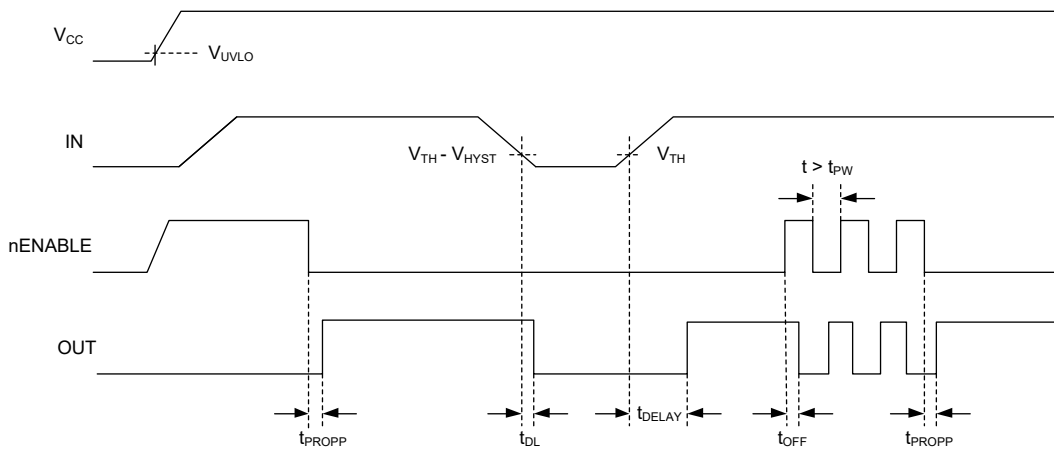 VCC
VUVLO
IN
VTH - VHYST
VTH
t > tPW
nENABLE
OUT
tPROPP
tDL
tDELAY
tOFF
tPROPP